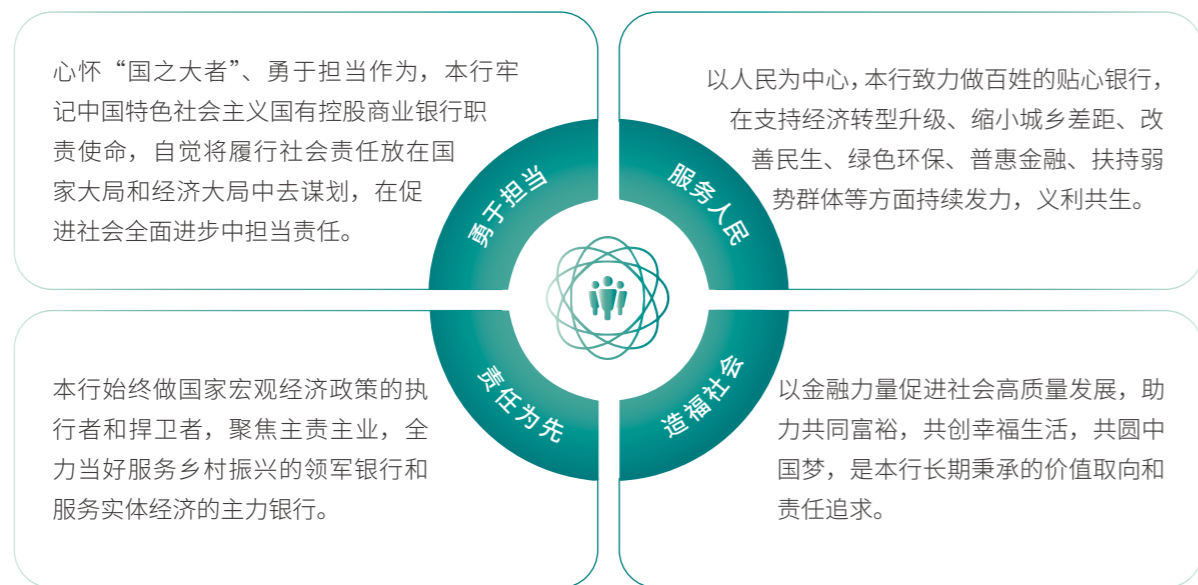 心怀“国之大者”、勇于担当作为，本行牢
记中国特色社会主义国有控股商业银行职
责使命，自觉将履行社会责任放在国
家大局和经济大局中去谋划，在促
进社会全面进步中担当责任。
勇于担当
以人民为中心，本行致力做百姓的贴心银行，
在支持经济转型升级、缩小城乡差距、改
善民生、绿色环保、普惠金融、扶持弱
势群体等方面持续发力，义利共生。
服务人民
本行始终做国家宏观经济政策的执
行者和捍卫者，聚焦主责主业，全
力当好服务乡村振兴的领军银行和
服务实体经济的主力银行。
责任为先
以金融力量促进社会高质量发展，助
力共同富裕，共创幸福生活，共圆中
国梦，是本行长期秉承的价值取向和
责任追求。
造福社会